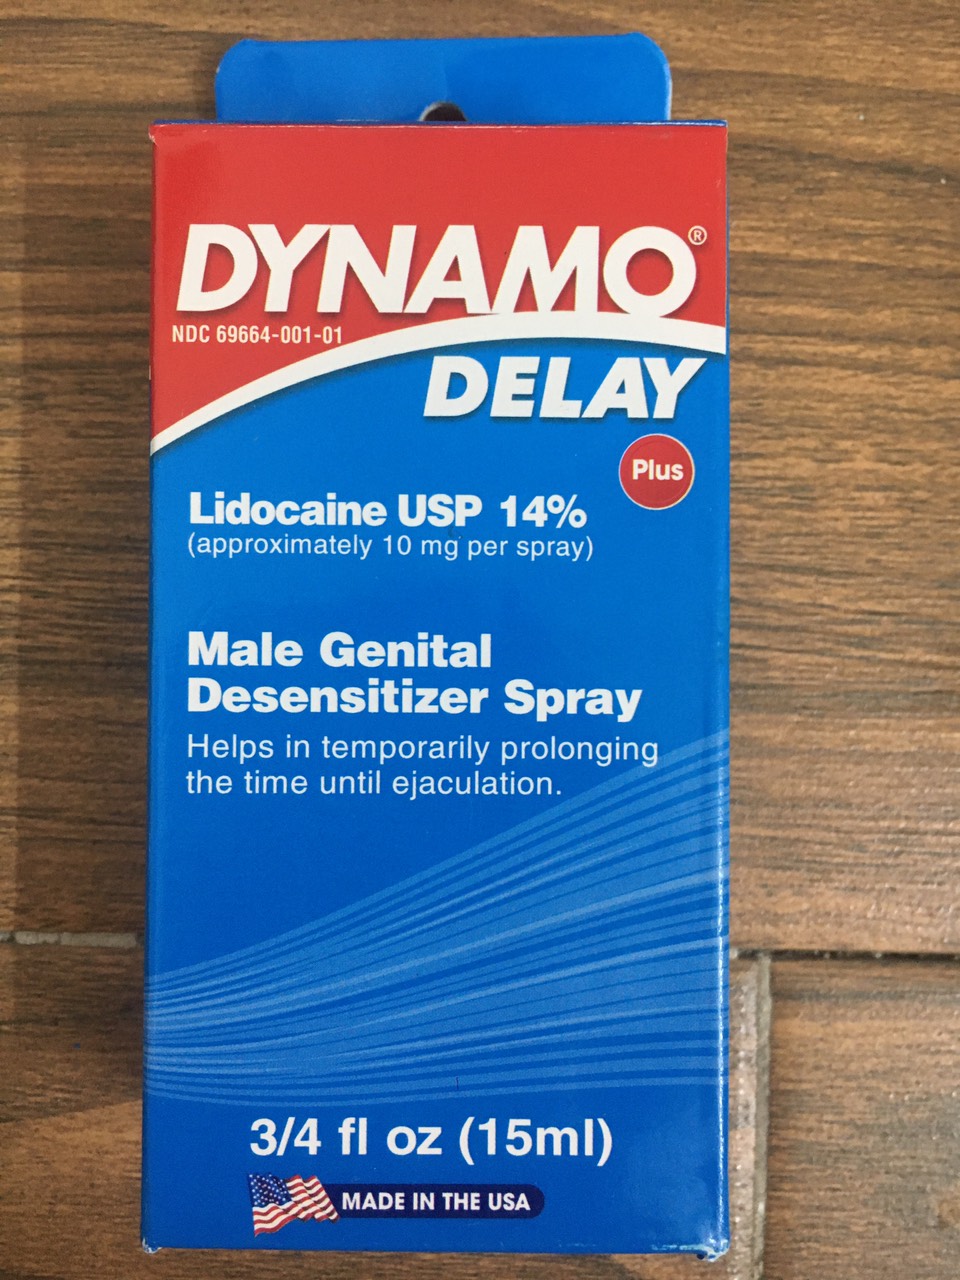 DYNAMO®
NDC 69664-001-01
DELAY
Plus
Lidocaine USP 14%
(approximately 10 mg per spray)
Male Genital
Desensitizer Spray
Helps in temporarily prolonging
the time until ejaculation.
3/4 fl oz (15ml)
MADE IN THE USA